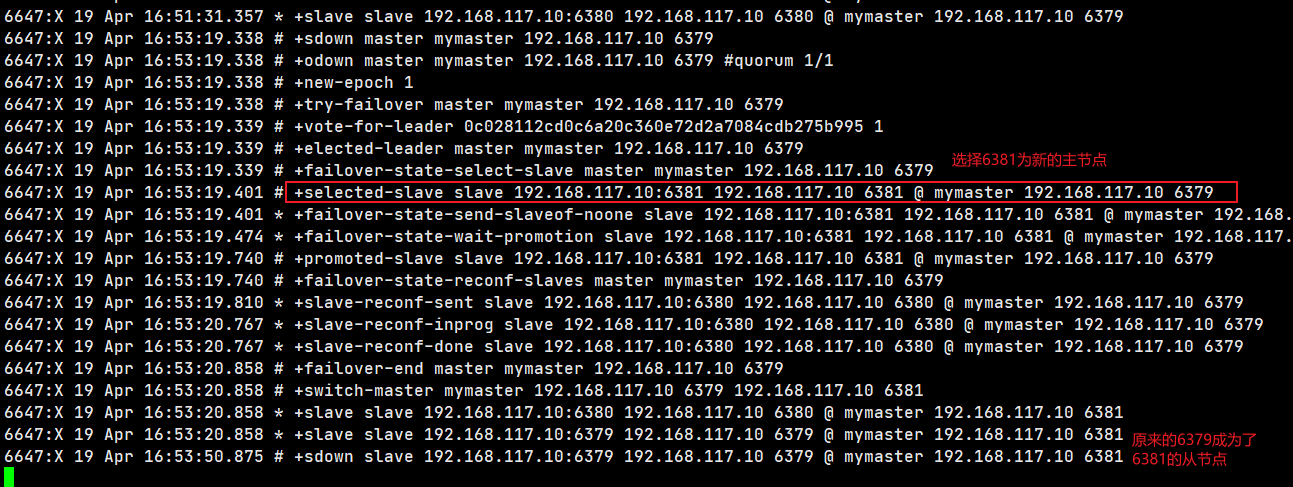 6647:X 19 Apr 16:51:31.357 * +slave slave 192.168.117.10:6380 192.168.117.10 6380 @ mymaster 192.168.117.10 6379
6647:X 19 Apr 16:53:19.338 # +sdown master mymaster 192.168.117.10 6379
6647:X 19 Apr 16:53:19.338 # +odown master mymaster 192.168.117.10 6379 #quorum 1/1
6647:X 19 Apr 16:53:19.338 # +new-epoch 1
6647:X 19 Apr 16:53:19.338 # +try-failover master mymaster 192.168.117.10 6379
6647:X 19 Apr 16:53:19.339 # +vote-for-leader 0c028112cd0c6a20c360e72d2a7084cdb275b995 1
6647:X 19 Apr 16:53:19.339 # +elected-leader master mymaster 192.168.117.10 6379
选择6381为新的主节点
6647:X 19 Apr 16:53:19.339 # +failover-state-select-slave master mymaster 192.168.117.10 6379
6647:X 19 Apr 16:53:19.401 # +selected-slave slave 192.168.117.10:6381 192.168.117.10 6381 @ mymaster 192.168.117.10 6379
6647:X 19 Apr 16:53:19.401 * +failover-state-send-slaveof-noone slave 192.168.117.10:6381 192.168.117.10 6381 @ mymaster 192.168.
6647:X 19 Apr 16:53:19.474 * +failover-state-wait-promotion slave 192.168.117.10:6381 192.168.117.10 6381 @ mymaster 192.168.117.
6647:X 19 Apr 16:53:19.740 # +promoted-slave slave 192.168.117.10:6381 192.168.117.10 6381 @ mymaster 192.168.117.10 6379
6647:X 19 Apr 16:53:19.740 # +failover-state-reconf-slaves master mymaster 192.168.117.10 6379
6647:X 19 Apr 16:53:19.810 * +slave-reconf-sent slave 192.168.117.10:6380 192.168.117.10 6380 @ mymaster 192.168.117.10 6379
6647:X 19 Apr 16:53:20.767 * +slave-reconf-inprog slave 192.168.117.10:6380 192.168.117.10 6380 @ mymaster 192.168.117.10 6379
6647:X 19 Apr 16:53:20.767 * +slave-reconf-done slave 192.168.117.10:6380 192.168.117.10 6380 @ mymaster 192.168.117.10 6379
6647:X 19 Apr 16:53:20.858 # +failover-end master mymaster 192.168.117.10 6379
6647:X 19 Apr 16:53:20.858 # +switch-master mymaster 192.168.117.10 6379 192.168.117.10 6381
6647:X 19 Apr 16:53:20.858 * +slave slave 192.168.117.10:6380 192.168.117.10 6380 @ mymaster 192.168.117.10 6381
6647:X 19 Apr 16:53:20.858 * +slave slave 192.168.117.10:6379 192.168.117.10 6379 @ mymaster 192.168.117.10 6381
原来的6379成为了
6647:X 19 Apr 16:53:50.875 # +sdown slave 192.168.117.10:6379 192.168.117.10 6379 @ mymaster 192.168.117.10 6381
6381的从节点